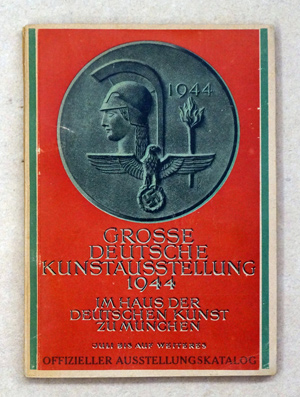 1944
GROSSE
DEUTSCHE
KUNSTAUSSTELLUNG
1944
IM HAUS DER
DEUTSCHEN KUNST
ZU MÜNCHEN
JULI BIS AUF WEITERES
OFFIZIELLER AUSSTELLUNGSKATALOG